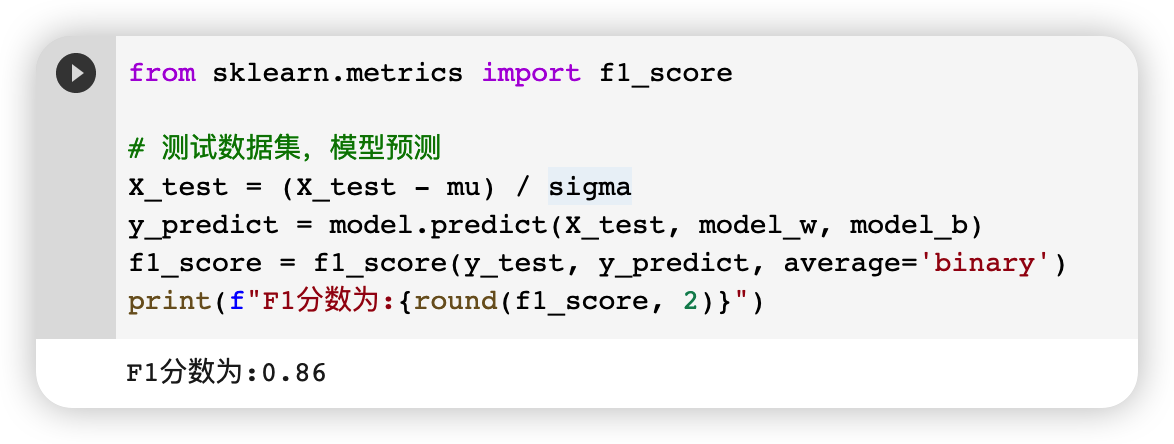 from sklearn.metrics import f1_score
# 测试数据集，模型预测
X_test = (X_test - mu) / sigma
y_predict = model.predict(X_test, model_w, model_b)
f1_score = f1_score(y_test, y_predict, average='binary')
print(f"F1分数为:{round(f1_score, 2)}")
F1分数为:0.86